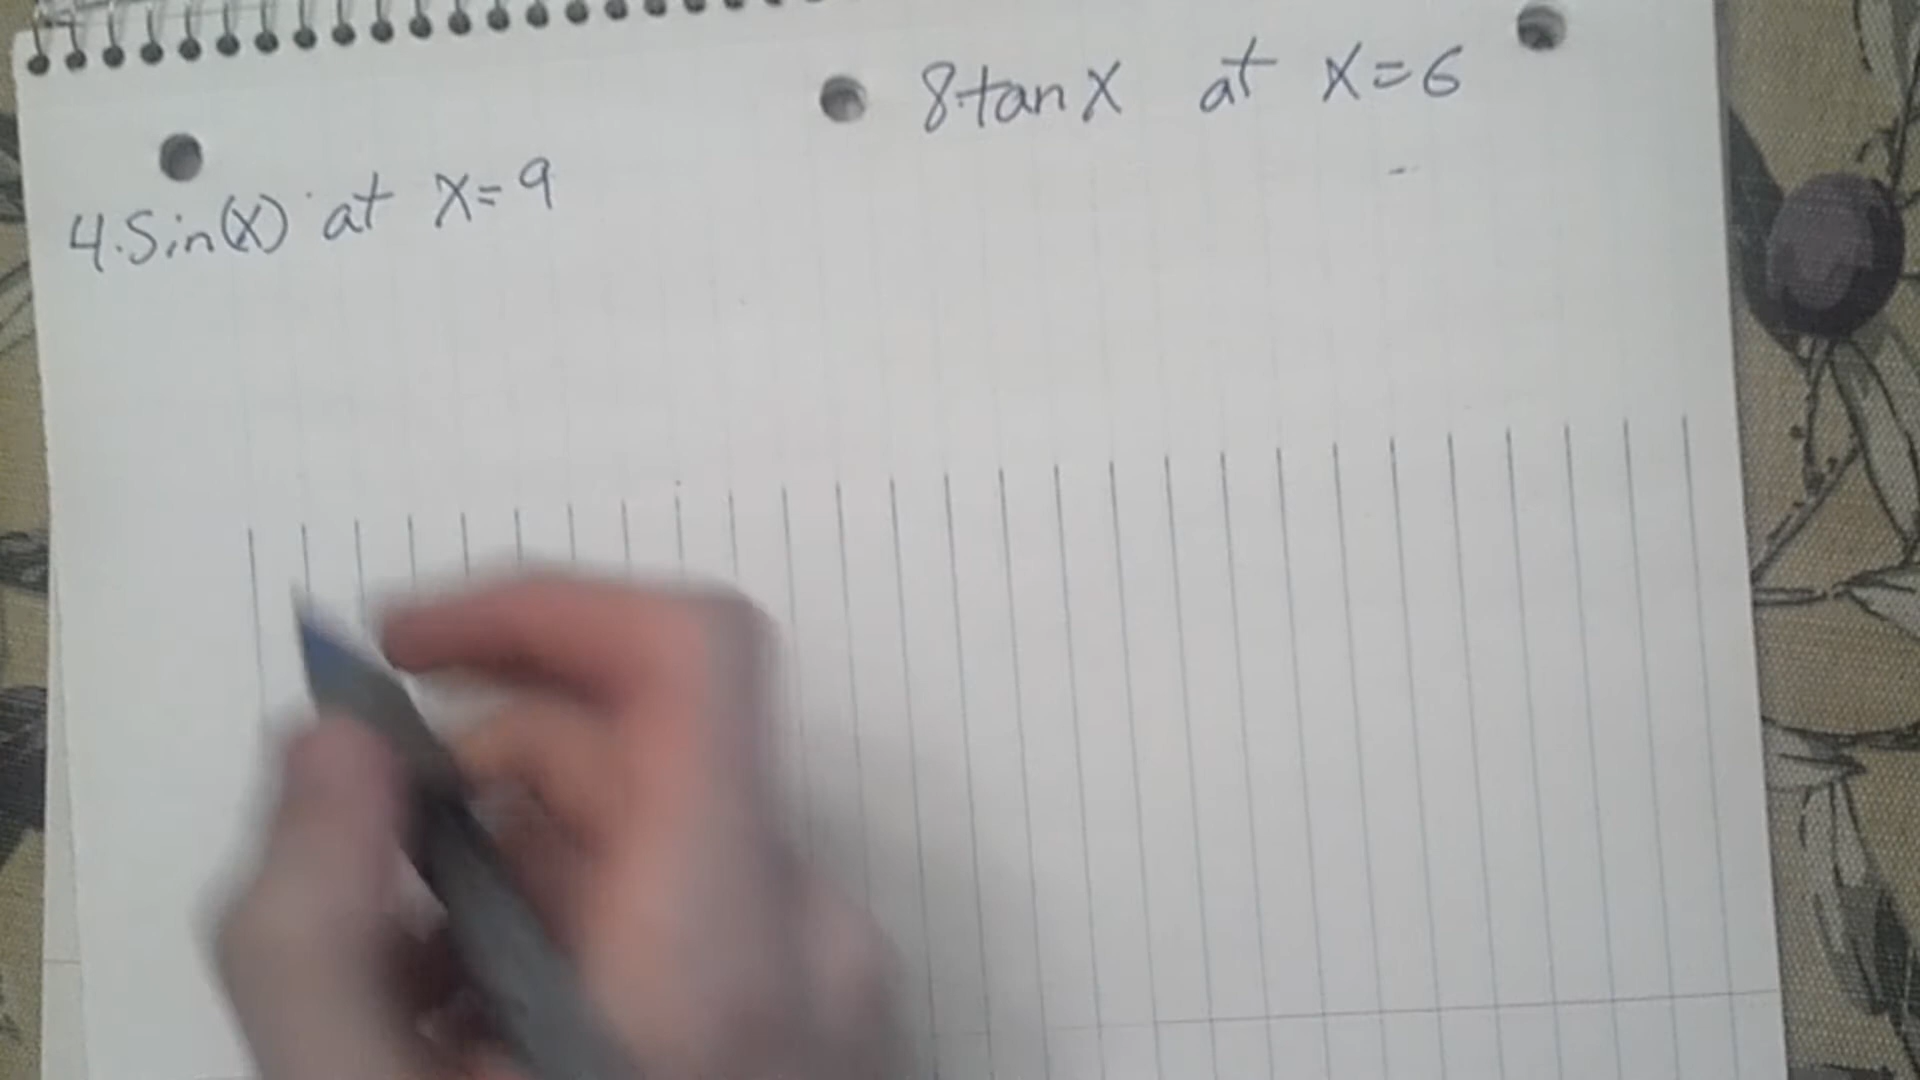 8·tan X at X=6
4·Sin(X) at X=9